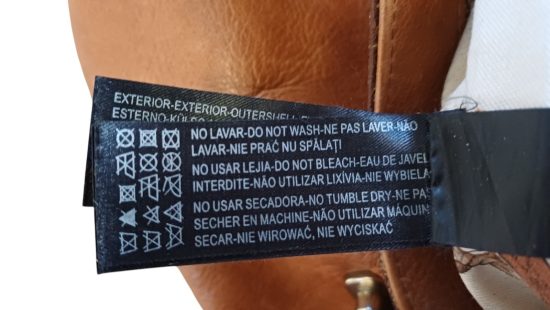 EXTERIOR-EXTERIOR-OUTERSHELL
ESTERNO-
NO LAVAR-DO NOT WASH-NE PAS LAVER-NÃO
LAVAR-NIE PRAĆ NU SPĂLAȚI
NO USAR LEJIA-DO NOT BLEACH-EAU DE JAVEL
INTERDITE-NÃO UTILIZAR LIXÍVIA-NIE WYBIELA
NO USAR SECADORA-NO TUMBLE DRY-NE PAS
SECHER EN MACHINE-NÃO UTILIZAR MÁQUIN
SECAR-NIE WIROWAĆ, NIE WYCISKAĆ